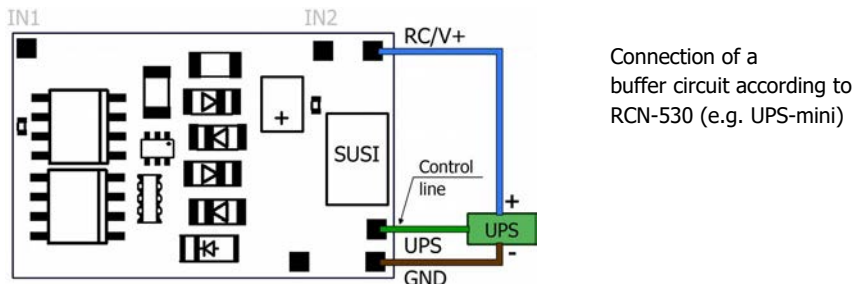 IN1
IN2
RC/V+
Connection of a
buffer circuit according to
RCN-530 (e.g. UPS-mini)
+
SUSI
Control
line
+
UPS
UPS
-
GND